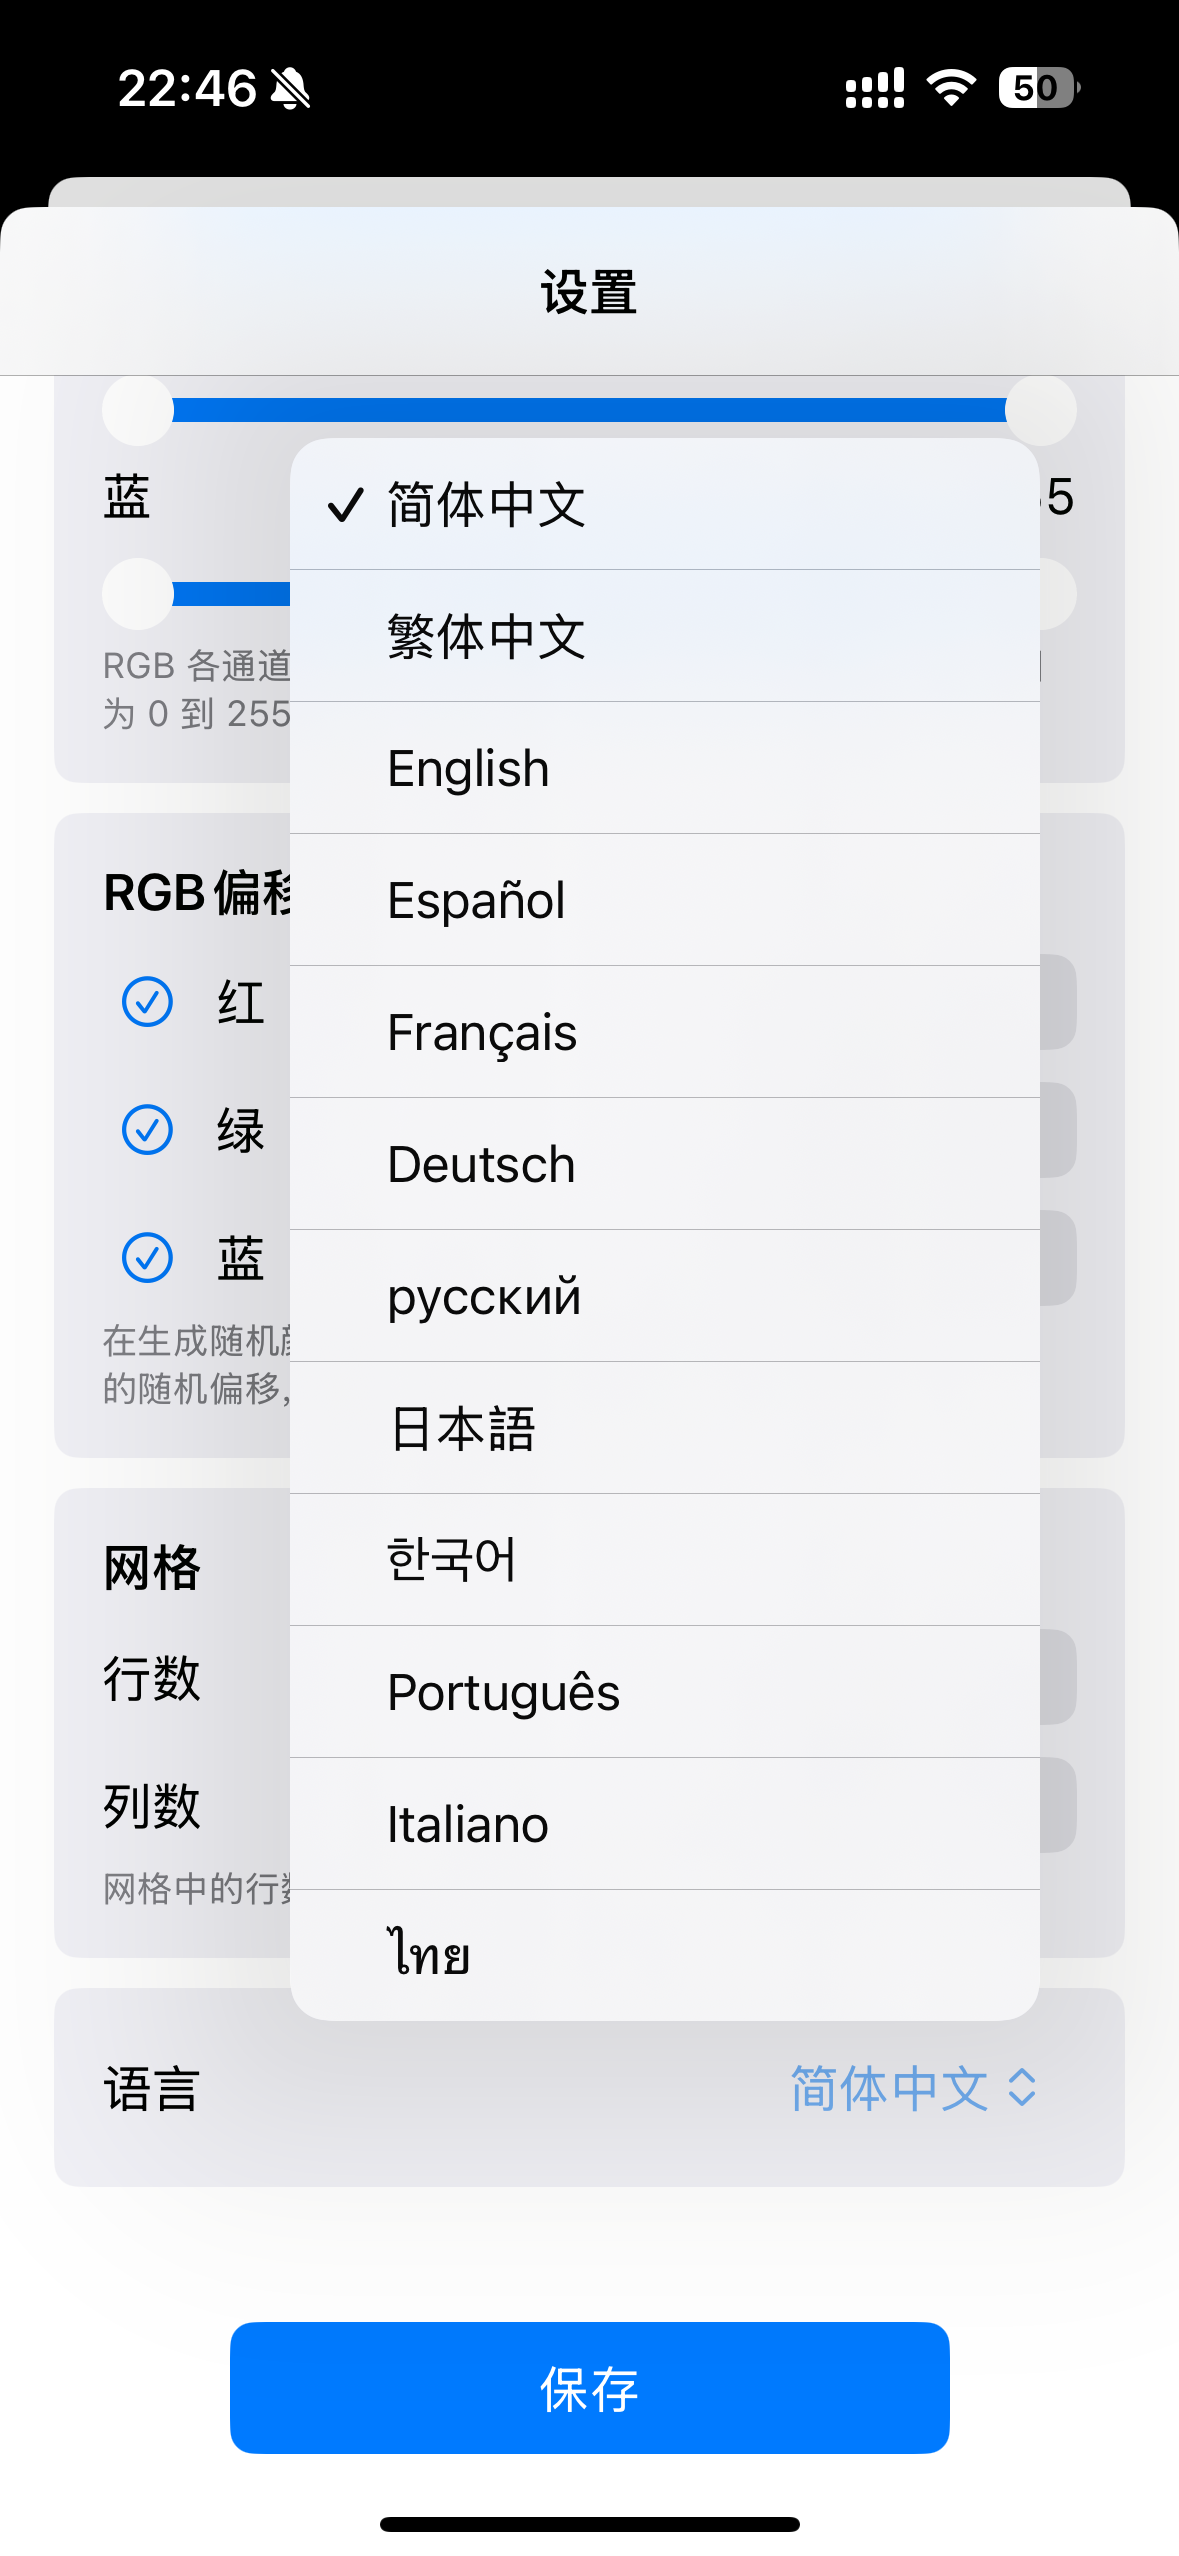 22:46
50
设置
蓝
5
RGB 各通道
为 0 到 255
RGB 偏移
红
绿
蓝
在生成随机
的随机偏移,
网格
行数
列数
网格中的行
简体中文
繁体中文
English
Español
Français
Deutsch
русский
日本語
한국어
Português
Italiano
ไทย
语言
简体中文
保存